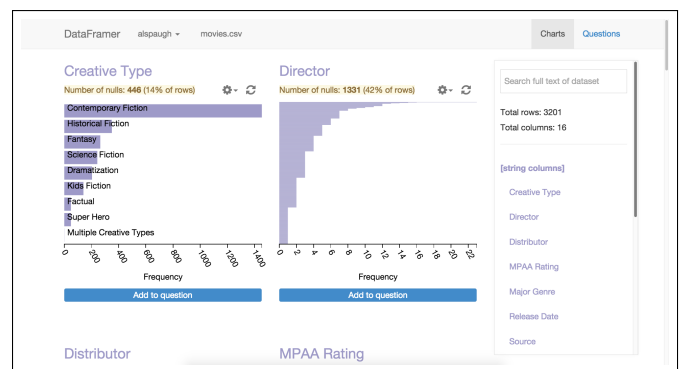 DataFramer alspaugh movies.csv Charts Questions
Creative Type
Number of nulls: 446 (14% of rows)
Contemporary Fiction
Historical Fiction
Fantasy
Science Fiction
Dramatization
Kids Fiction
Factual
Super Hero
Multiple Creative Types
0 200 400 600 800 1000 1200 1400
Frequency
Add to question
Director
Number of nulls: 1331 (42% of rows)
0 2 4 6 8 10 12 14 16 18 20 22
Frequency
Add to question
Search full text of dataset
Total rows: 3201
Total columns: 16
[string columns]
Creative Type
Director
Distributor
MPAA Rating
Major Genre
Release Date
Source
Distributor
MPAA Rating